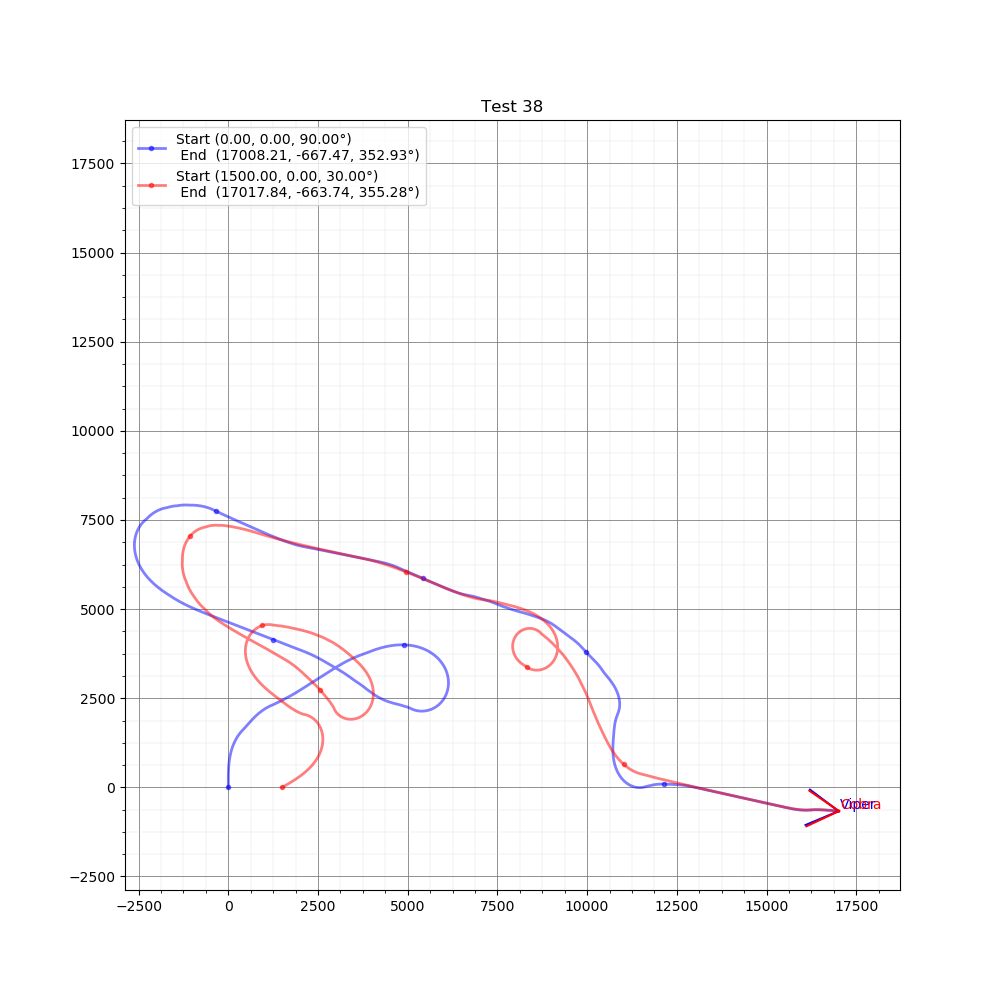 Test 38
Start (0.00, 0.00, 90.00°)
End  (17008.21, -667.47, 352.93°)
Start (1500.00, 0.00, 30.00°)
End  (17017.84, -663.74, 355.28°)
17500
15000
12500
10000
7500
5000
2500
0
−2500
Viper
Cobra
−2500 0 2500 5000 7500 10000 12500 15000 17500